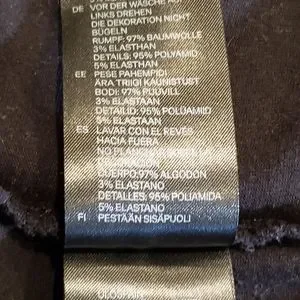 DE VOR DER WÄSCHE AUF
LINKS DREHEN
DIE DEKORATION NICHT
BÜGELN
RUMPF: 97% BAUMWOLLE
3% ELASTHAN
DETAILS: 95% POLYAMID
5% ELASTHAN
EE PESE PAHEMPIDI
ÄRA TRIIGI KAUNISTUST
BODI: 97% PUUVILL
3% ELASTAAN
DETAILID: 95% POLÜAMIID
5% ELASTAAN
ES LAVAR CON EL REVÉS
HACIA FUERA
NO
CUERPO:97% ALGODÓN
3% ELASTANO
DETALLES: 95% POLIAMIDA
5% ELASTANO
FI PESTÄÄN SISÄPUOLI